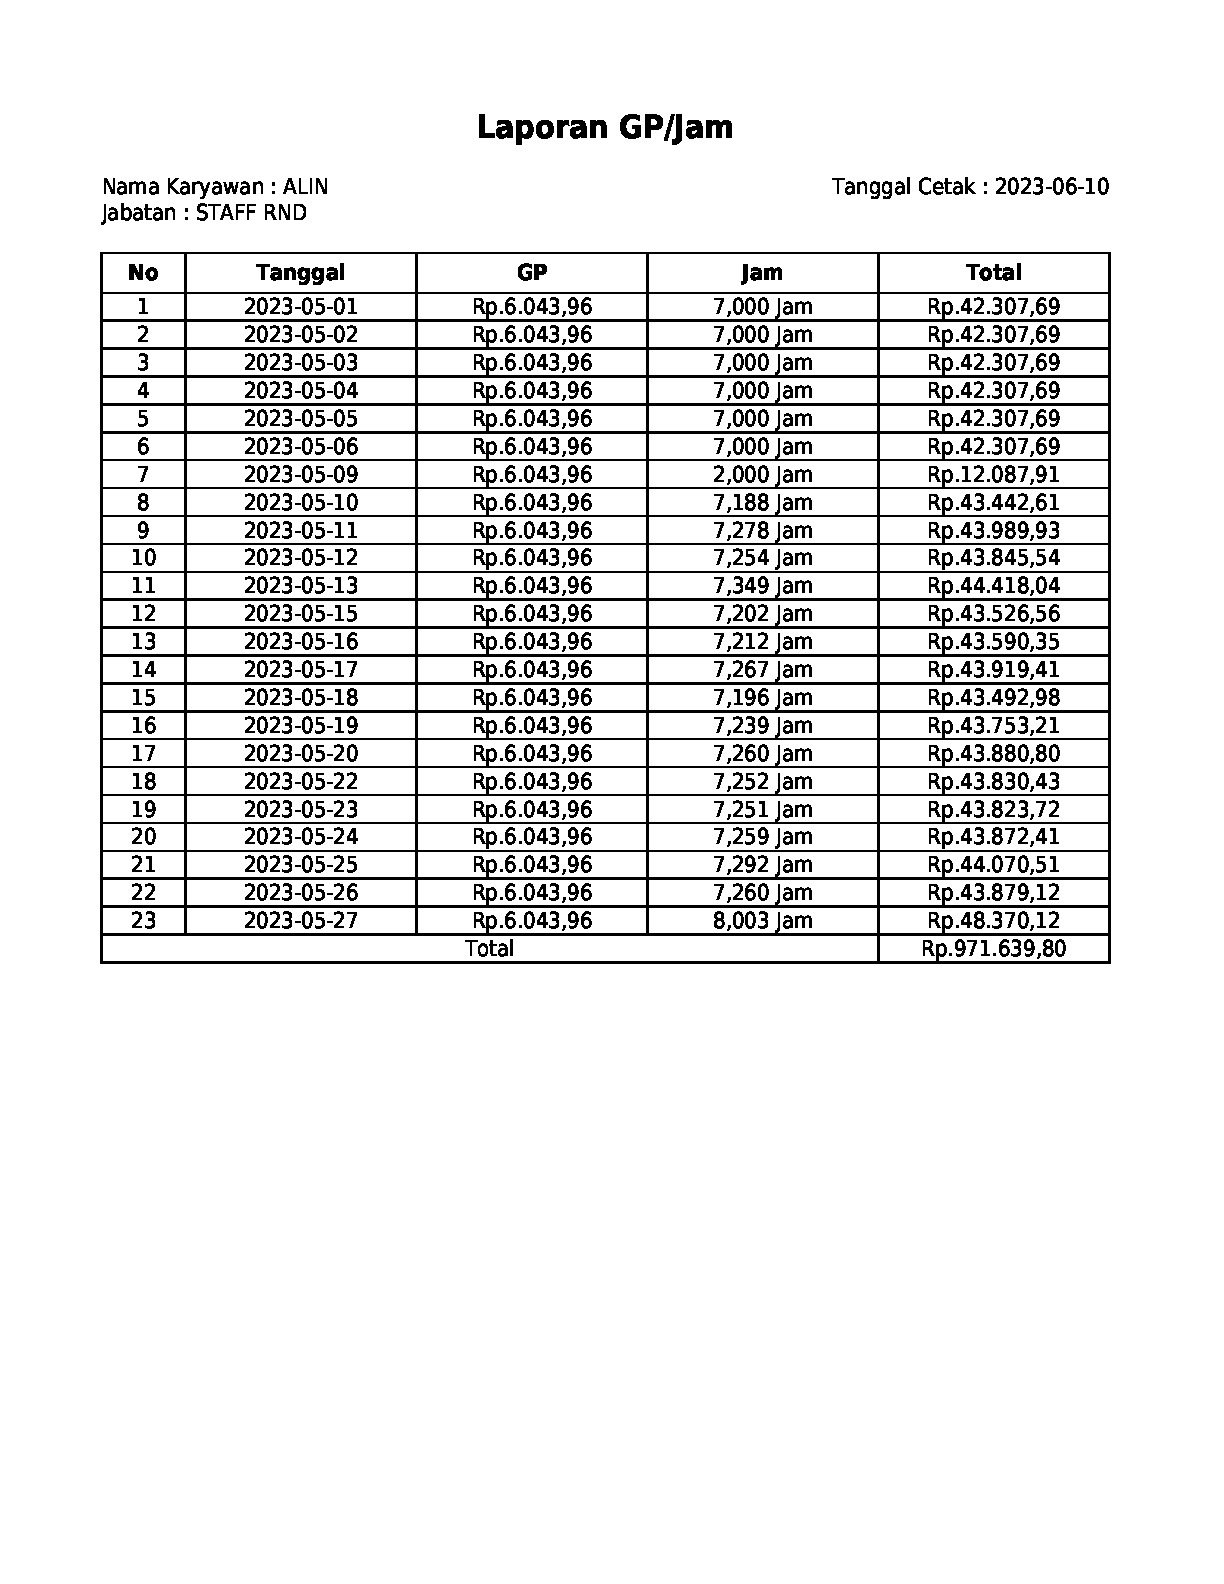 Laporan GP/Jam
Nama Karyawan : ALIN Tanggal Cetak : 2023-06-10
Jabatan : STAFF RND
No Tanggal GP Jam Total
1 2023-05-01 Rp.6.043,96 7,000 Jam Rp.42.307,69
2 2023-05-02 Rp.6.043,96 7,000 Jam Rp.42.307,69
3 2023-05-03 Rp.6.043,96 7,000 Jam Rp.42.307,69
4 2023-05-04 Rp.6.043,96 7,000 Jam Rp.42.307,69
5 2023-05-05 Rp.6.043,96 7,000 Jam Rp.42.307,69
6 2023-05-06 Rp.6.043,96 7,000 Jam Rp.42.307,69
7 2023-05-09 Rp.6.043,96 2,000 Jam Rp.12.087,91
8 2023-05-10 Rp.6.043,96 7,188 Jam Rp.43.442,61
9 2023-05-11 Rp.6.043,96 7,278 Jam Rp.43.989,93
10 2023-05-12 Rp.6.043,96 7,254 Jam Rp.43.845,54
11 2023-05-13 Rp.6.043,96 7,349 Jam Rp.44.418,04
12 2023-05-15 Rp.6.043,96 7,202 Jam Rp.43.526,56
13 2023-05-16 Rp.6.043,96 7,212 Jam Rp.43.590,35
14 2023-05-17 Rp.6.043,96 7,267 Jam Rp.43.919,41
15 2023-05-18 Rp.6.043,96 7,196 Jam Rp.43.492,98
16 2023-05-19 Rp.6.043,96 7,239 Jam Rp.43.753,21
17 2023-05-20 Rp.6.043,96 7,260 Jam Rp.43.880,80
18 2023-05-22 Rp.6.043,96 7,252 Jam Rp.43.830,43
19 2023-05-23 Rp.6.043,96 7,251 Jam Rp.43.823,72
20 2023-05-24 Rp.6.043,96 7,259 Jam Rp.43.872,41
21 2023-05-25 Rp.6.043,96 7,292 Jam Rp.44.070,51
22 2023-05-26 Rp.6.043,96 7,260 Jam Rp.43.879,12
23 2023-05-27 Rp.6.043,96 8,003 Jam Rp.48.370,12
Total Rp.971.639,80